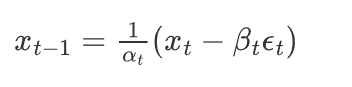 x_{t-1} = \frac{1}{\alpha_t}(x_t - \beta_t \epsilon_t)